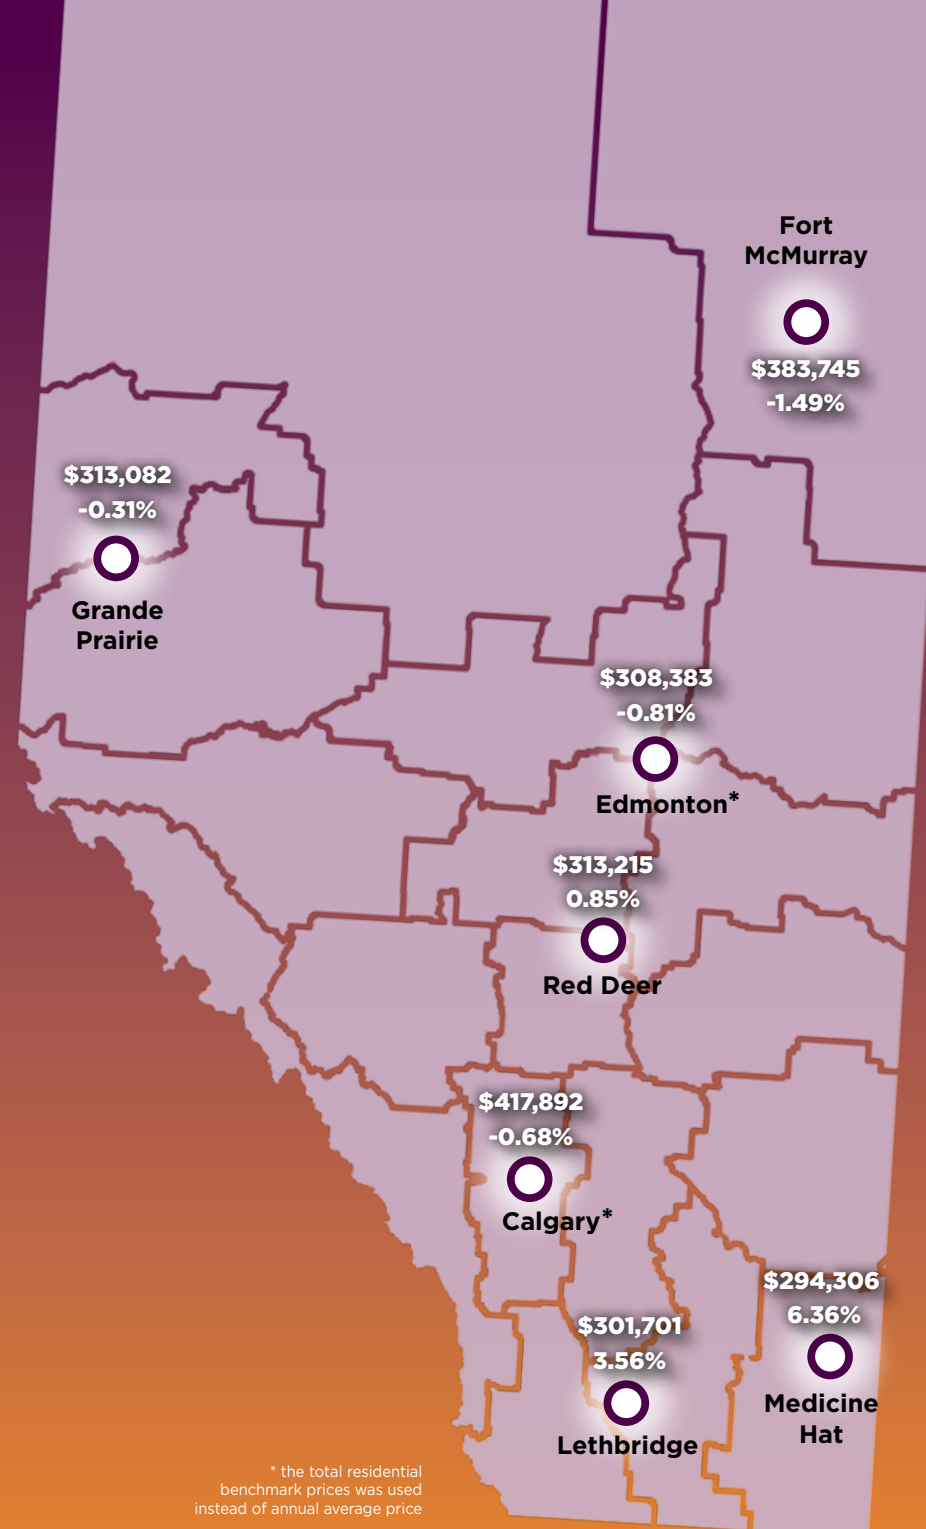 Fort
McMurray
$383,745
-1.49%
$313,082
-0.31%
Grande
Prairie
$308,383
-0.81%
Edmonton*
$313,215
0.85%
Red Deer
$417,892
-0.68%
Calgary*
$294,306
6.36%
Medicine
Hat
$301,701
3.56%
Lethbridge
* the total residential
benchmark prices was used
instead of annual average price